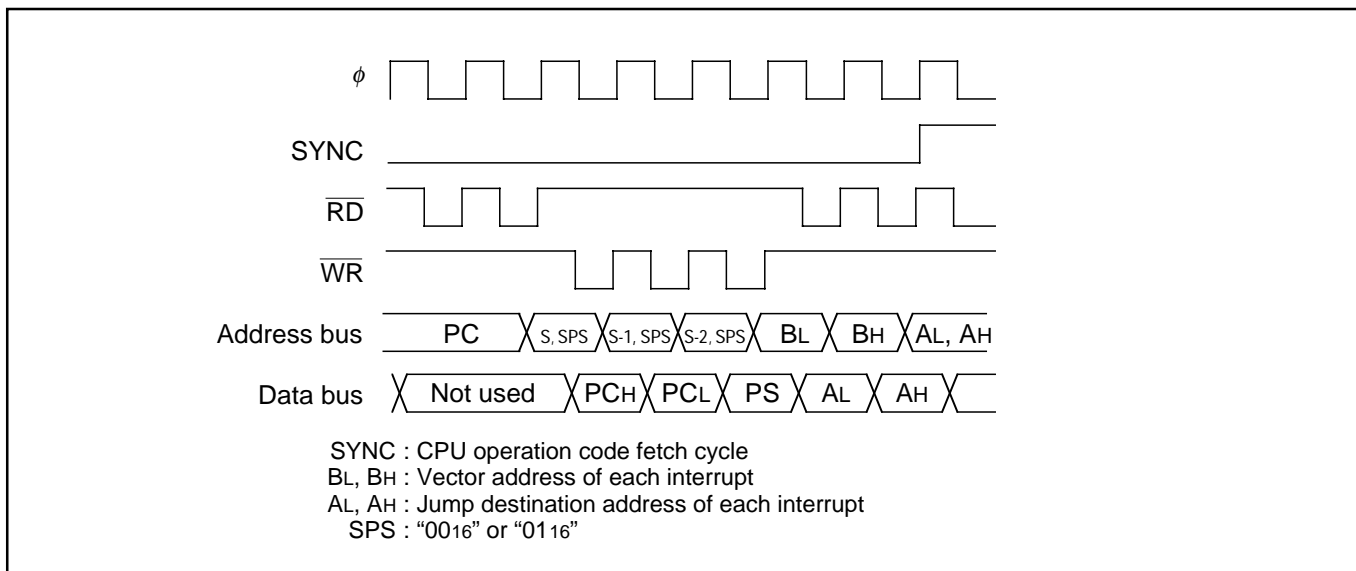 ϕ
SYNC
RD
WR
Address bus PC S, SPS S-1, SPS S-2, SPS BL BH AL, AH
Data bus Not used PCH PCL PS AL AH
SYNC : CPU operation code fetch cycle
BL, BH : Vector address of each interrupt
AL, AH : Jump destination address of each interrupt
SPS : “0016” or “0116”